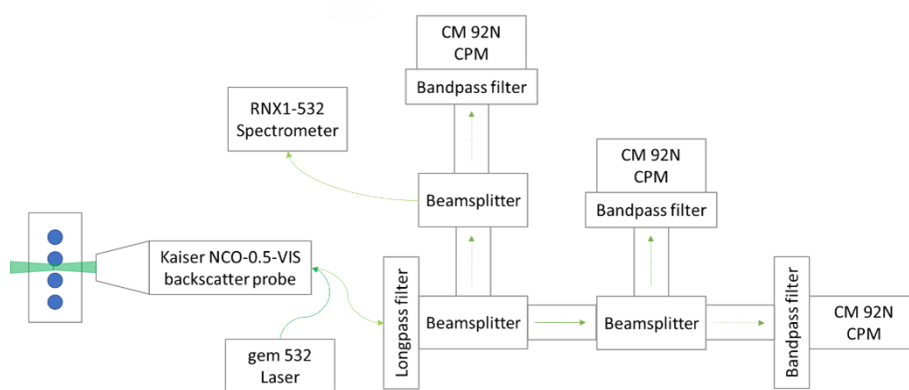 CM 92N
CPM
Bandpass filter
RNX1-532
Spectrometer
CM 92N
CPM
Beamsplitter
Bandpass filter
Kaiser NCO-0.5-VIS
backscatter probe
Longpass filter
Beamsplitter
Beamsplitter
Bandpass filter
CM 92N
CPM
gem 532
Laser